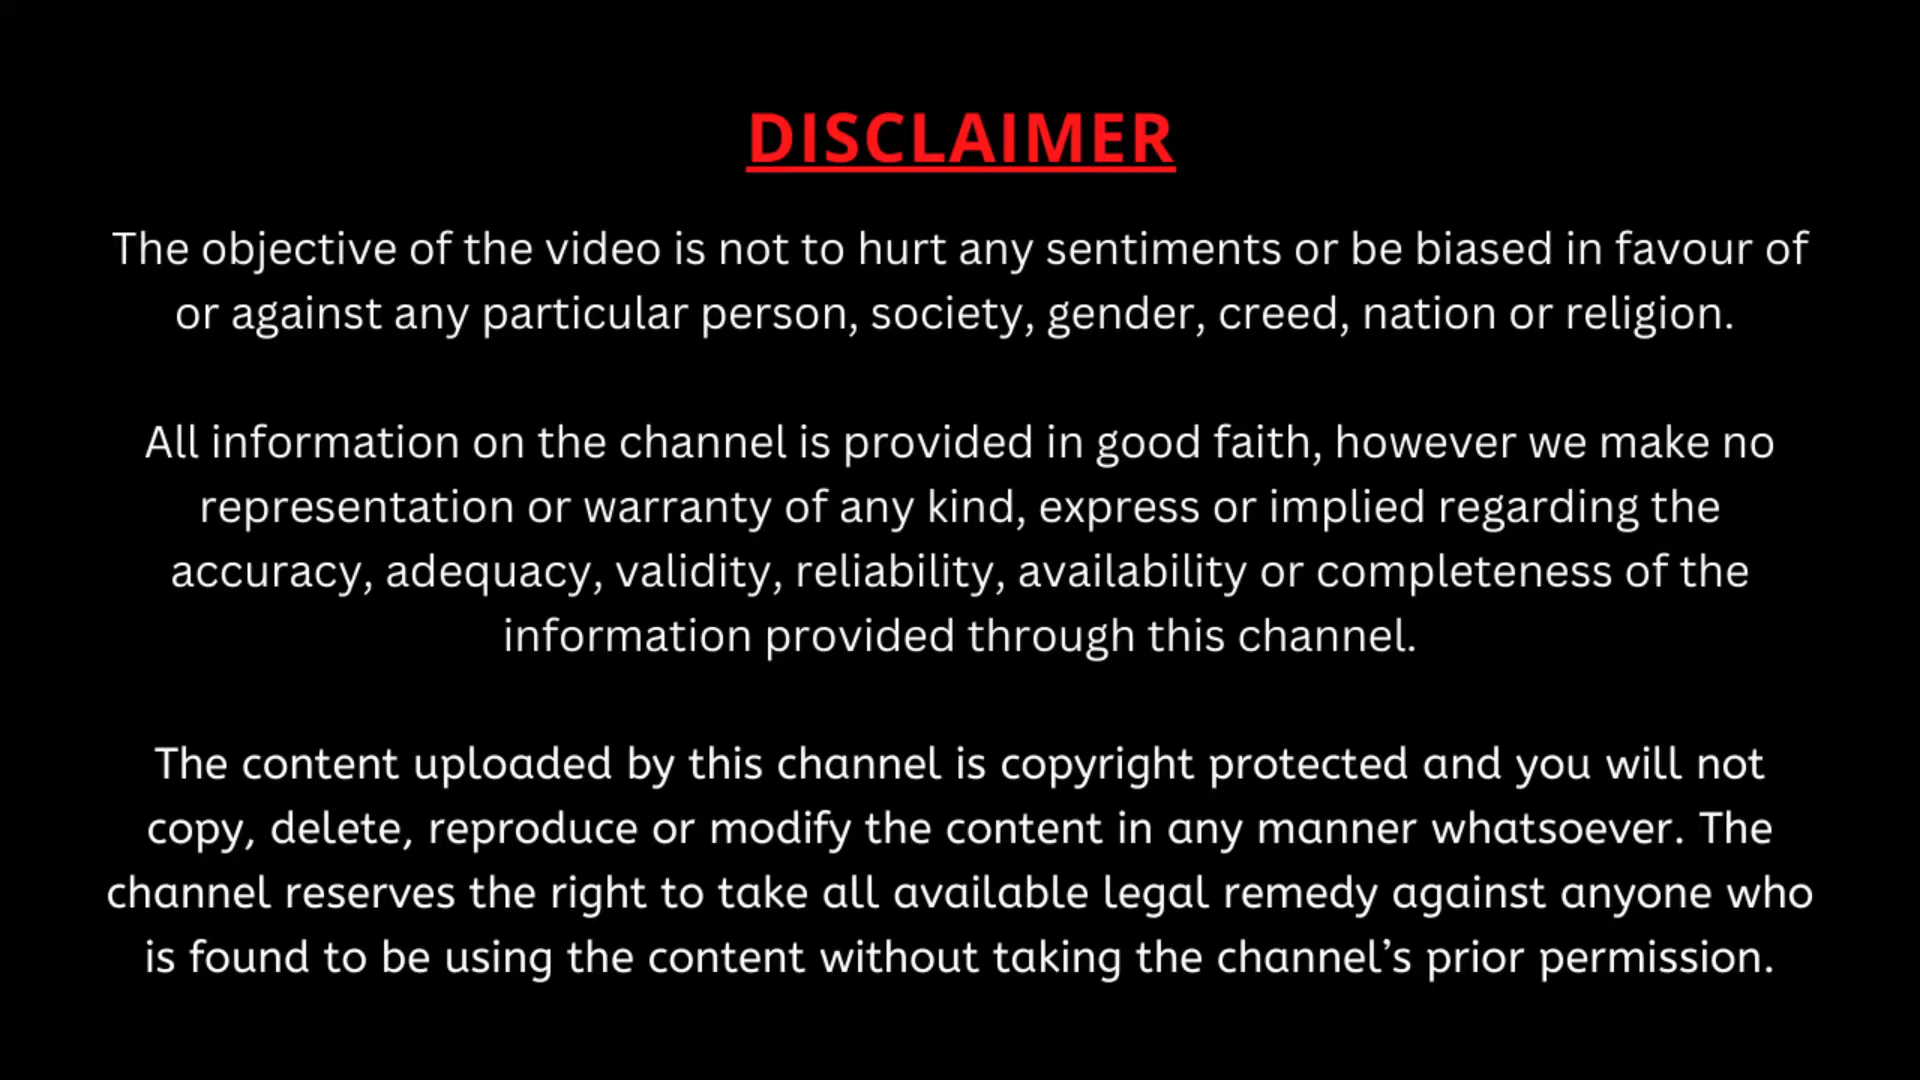 DISCLAIMER
The objective of the video is not to hurt any sentiments or be biased in favour of
or against any particular person, society, gender, creed, nation or religion.
All information on the channel is provided in good faith, however we make no
representation or warranty of any kind, express or implied regarding the
accuracy, adequacy, validity, reliability, availability or completeness of the
information provided through this channel.
The content uploaded by this channel is copyright protected and you will not
copy, delete, reproduce or modify the content in any manner whatsoever. The
channel reserves the right to take all available legal remedy against anyone who
is found to be using the content without taking the channel’s prior permission.